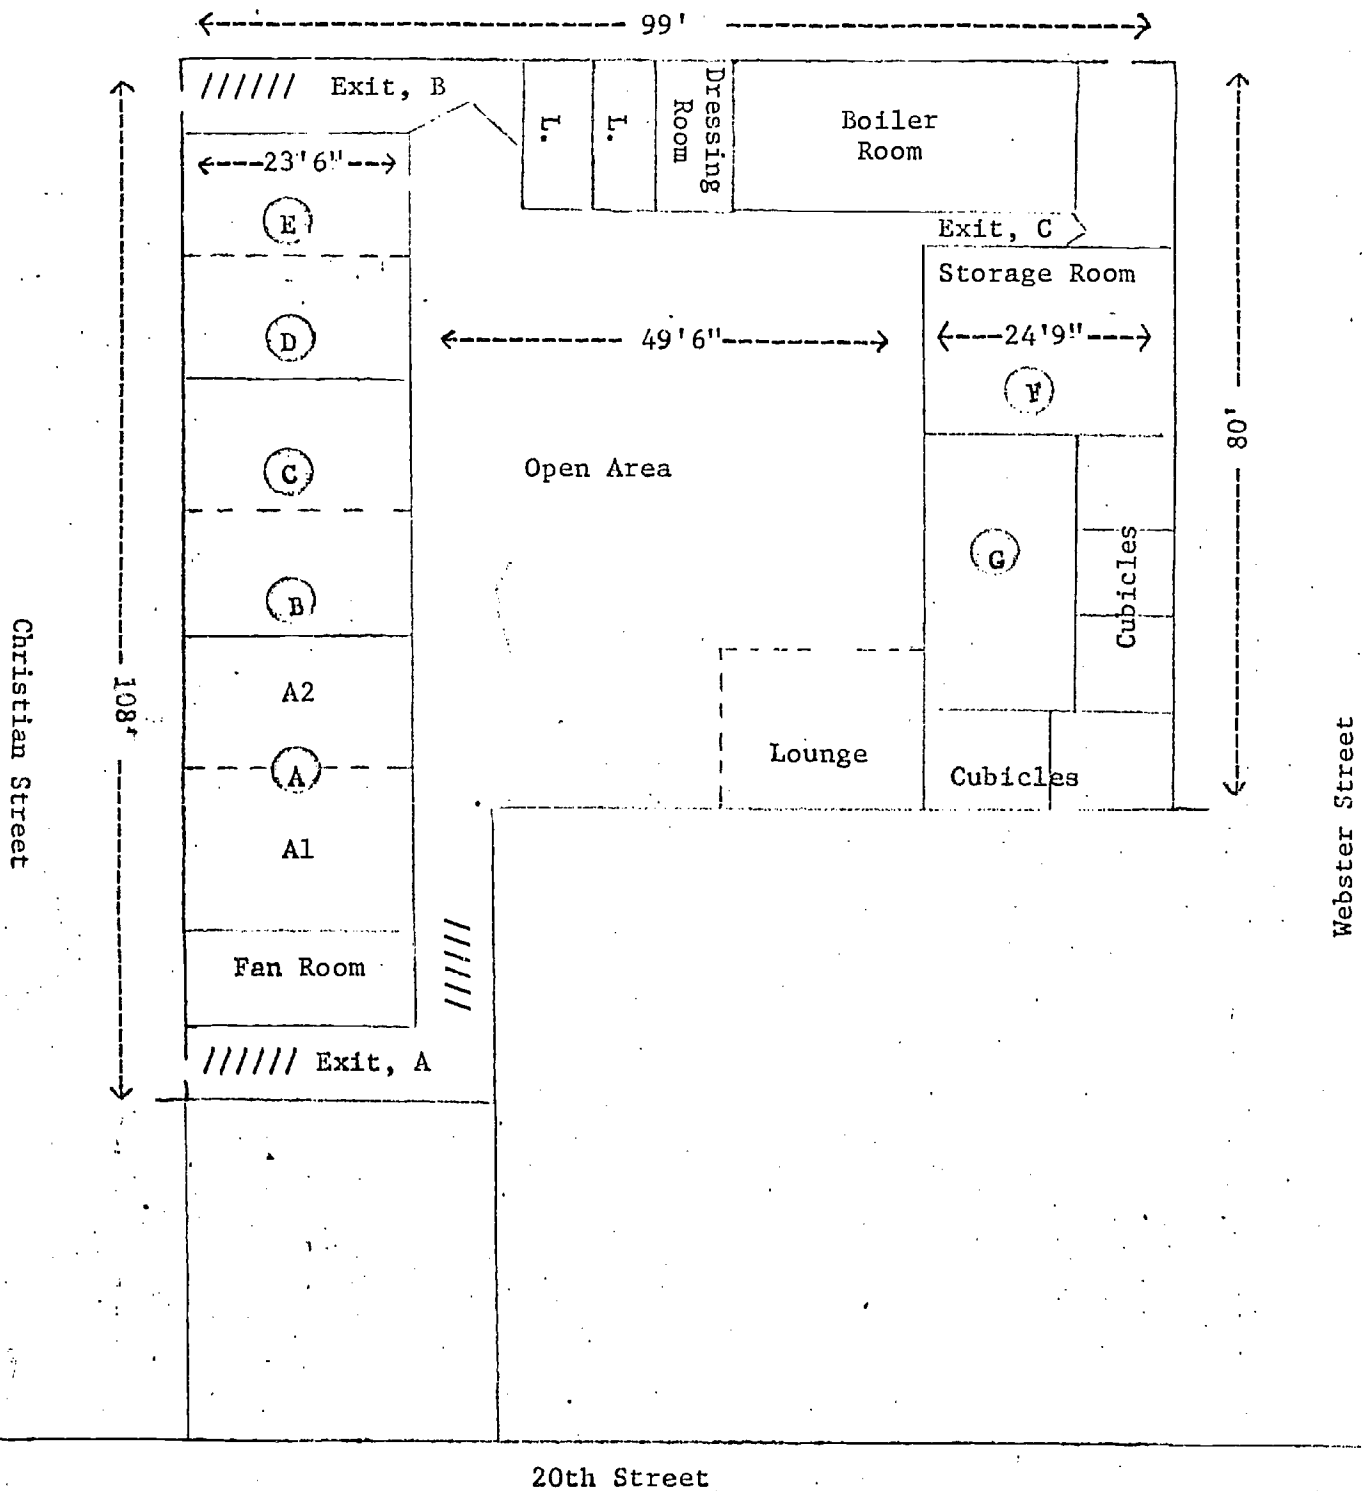 99'
Exit, B
L.
L.
Dressing
Room
Boiler
Room
23'6"
E
Exit, C
Storage Room
D
49'6"
24'9"
F
80'
C
Open Area
G
Cubicles
B
Christian Street
108'
A2
A
Lounge
Cubicles
Webster Street
A1
Fan Room
Exit, A
20th Street